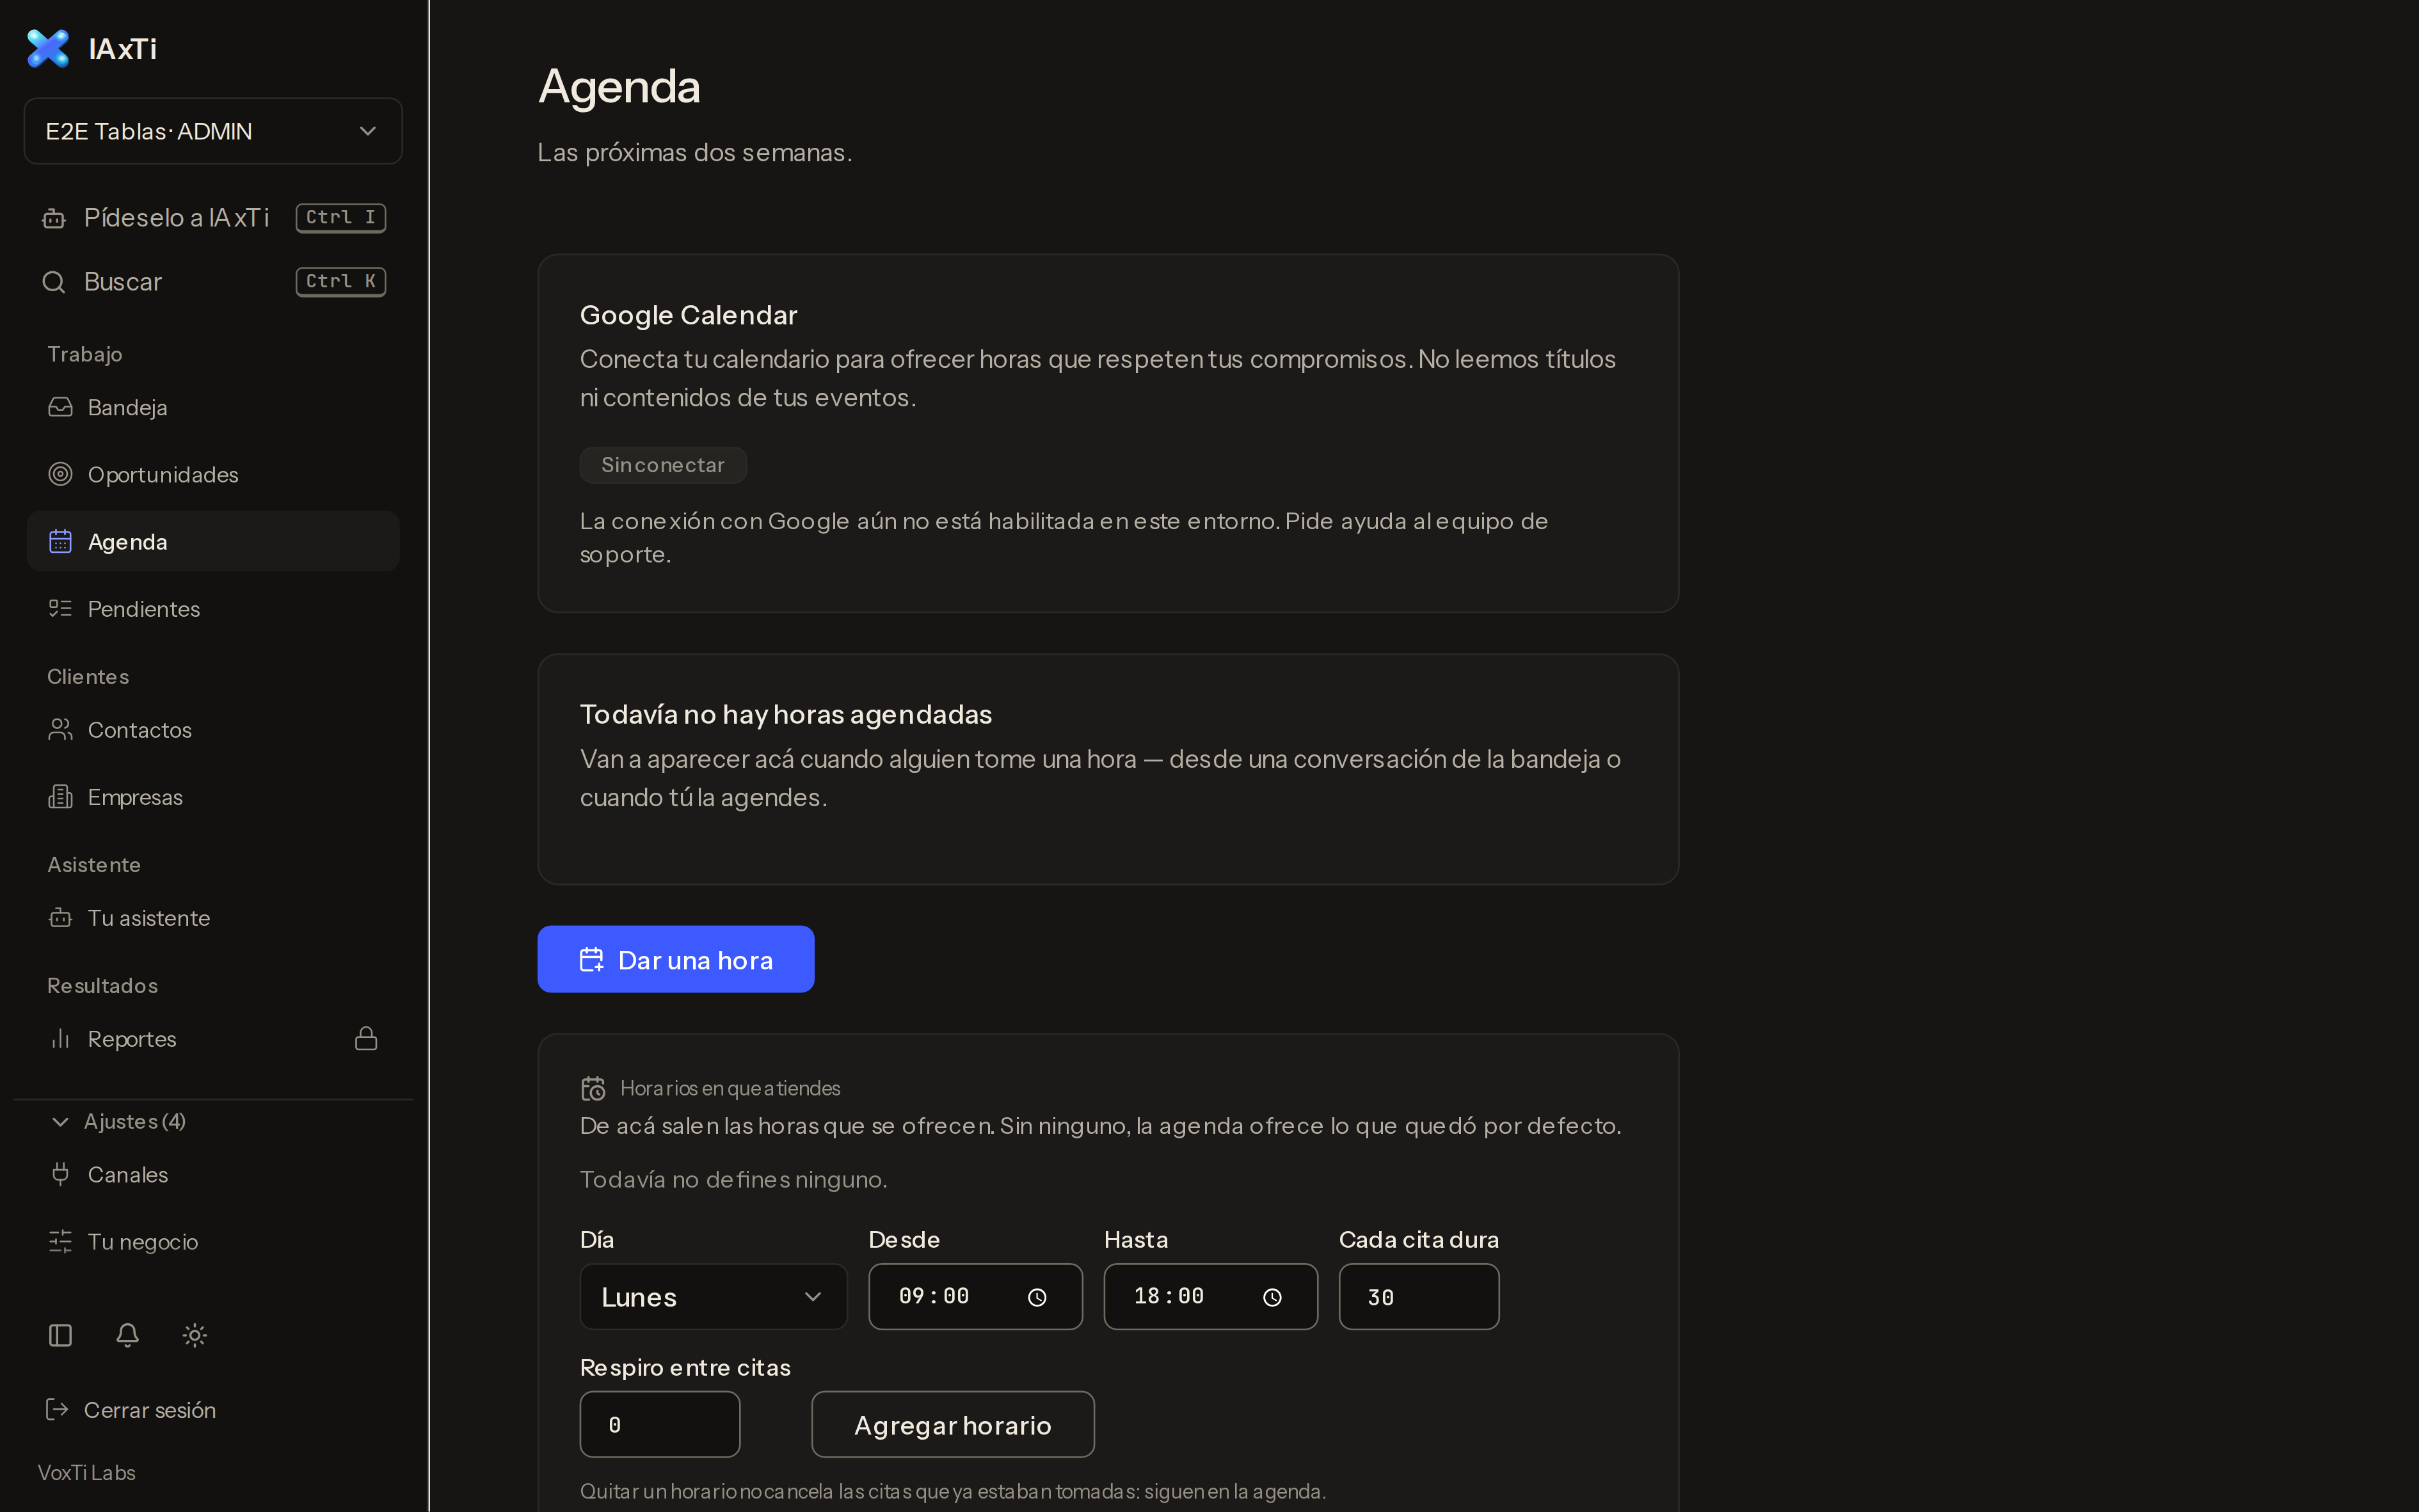 IAxTi
E2E Tablas · ADMIN
Pídeselo a IAxTi
Ctrl I
Buscar
Ctrl K
Trabajo
Bandeja
Oportunidades
Agenda
Pendientes
Clientes
Contactos
Empresas
Asistente
Tu asistente
Resultados
Reportes
Ajustes (4)
Canales
Tu negocio
Cerrar sesión
VoxTi Labs
Agenda
Las próximas dos semanas.
Google Calendar
Conecta tu calendario para ofrecer horas que respeten tus compromisos. No leemos títulos
ni contenidos de tus eventos.
Sin conectar
La conexión con Google aún no está habilitada en este entorno. Pide ayuda al equipo de
soporte.
Todavía no hay horas agendadas
Van a aparecer acá cuando alguien tome una hora — desde una conversación de la bandeja o
cuando tú la agendes.
Dar una hora
Horarios en que atiendes
De acá salen las horas que se ofrecen. Sin ninguno, la agenda ofrece lo que quedó por defecto.
Todavía no defines ninguno.
Día
Desde
Hasta
Cada cita dura
Lunes
09:00
18:00
30
Respiro entre citas
0
Agregar horario
Quitar un horario no cancela las citas que ya estaban tomadas: siguen en la agenda.